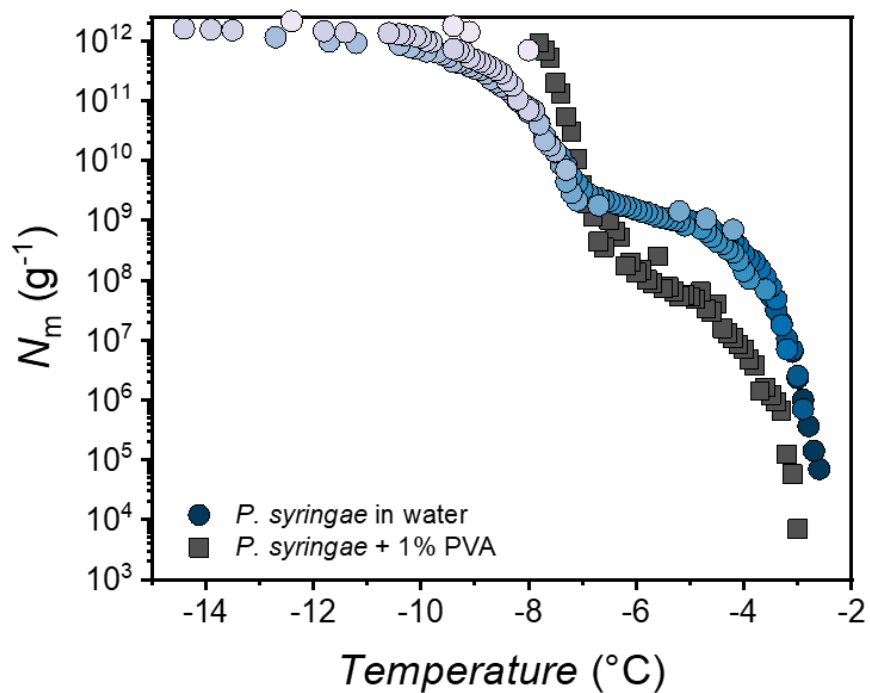 10¹²
10¹¹
10¹⁰
10⁹
10⁸
10⁷
10⁶
10⁵
10⁴
10³
Nₘ (g⁻¹)
P. syringae in water
P. syringae + 1% PVA
-14 -12 -10 -8 -6 -4 -2
Temperature (°C)